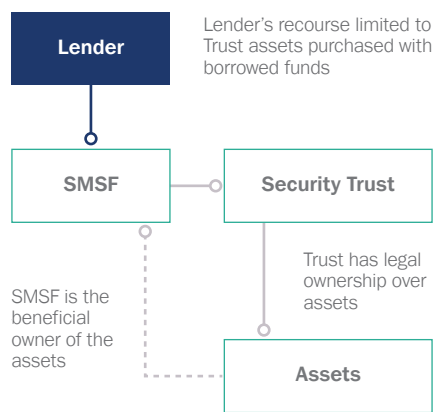 Lender
Lender’s recourse limited to
Trust assets purchased with
borrowed funds
SMSF
Security Trust
SMSF is the
beneficial
owner of the
assets
Trust has legal
ownership over
assets
Assets